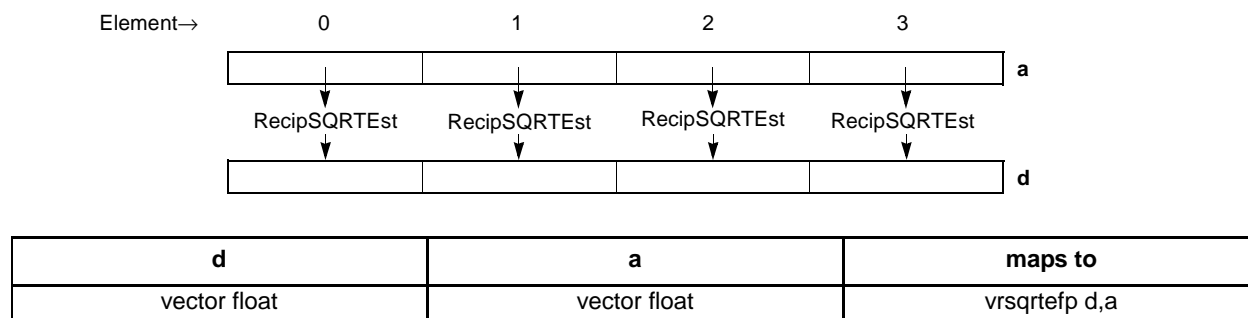 Element→ 0 1 2 3
a
RecipSQRTEst RecipSQRTEst RecipSQRTEst RecipSQRTEst
d
d a maps to
vector float vector float vrsqrtefp d,a